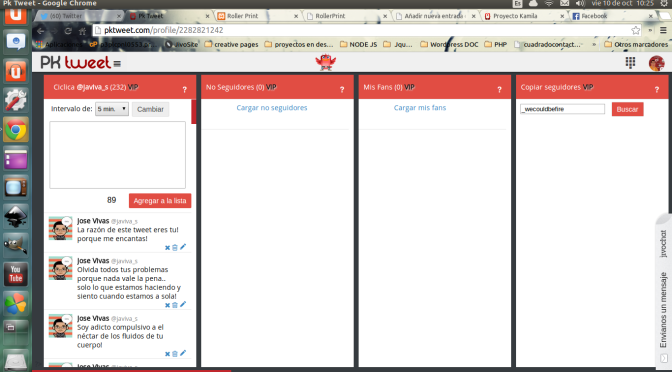 Pk Tweet - Google Chrome
Es
vie 10 de oct 10:25
(80) Twitter
Pk Tweet
Roller Print
RollerPrint
Añadir nueva entrada
Proyecto Kamila
Facebook
pktweet.com/profile/2282821242
JavoSite
creative pages
proyectos en des...
NODE JS
Jqu...
Wordpress DOC
PHP
cuadradocontact...
Otros marcadores
PK tweet
Ciclica @javiva_s (232) VIP
?
No Seguidores (0) VIP
?
Mis Fans (0) VIP
?
Copiar seguidores VIP
?
Intervalo de:
5 min.
Cambiar
Cargar no seguidores
Cargar mis fans
_wecouldbefire
Buscar
89
Agregar a la lista
Jose Vivas @javiva_s
La razón de este tweet eres tu!
porque me encantas!
Jose Vivas @javiva_s
Olvida todos tus problemas
porque nada vale la pena..
solo lo que estamos haciendo y
siento cuando estamos a sola!
Jose Vivas @javiva_s
Soy adicto compulsivo a el
néctar de los fluidos de tu
cuerpo!
Envíanos un mensaje
jivochat
You
Tube